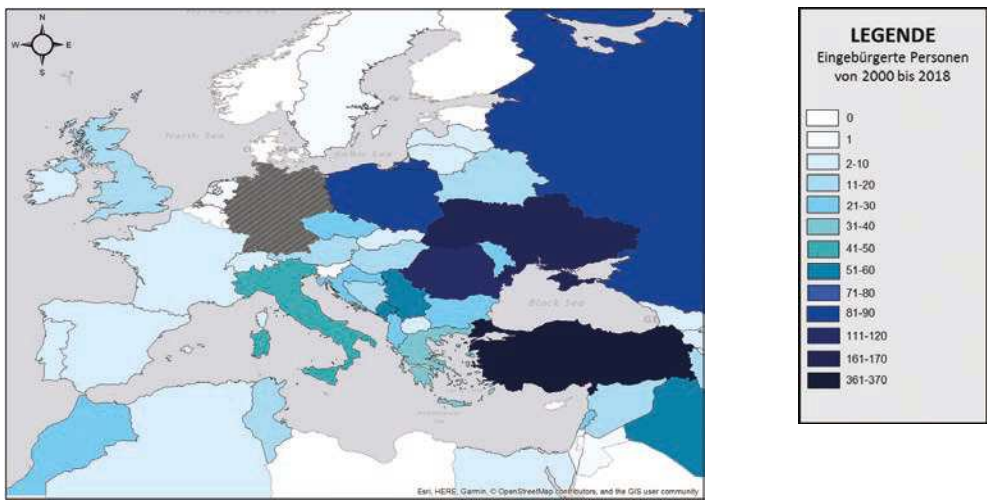 N
W E
S
North Sea
Baltic Sea
Black Sea
Esri, HERE, Garmin, © OpenStreetMap contributors, and the GIS user community
LEGENDE
Eingebürgerte Personen
von 2000 bis 2018
0
1
2-10
11-20
21-30
31-40
41-50
51-60
71-80
81-90
111-120
161-170
361-370